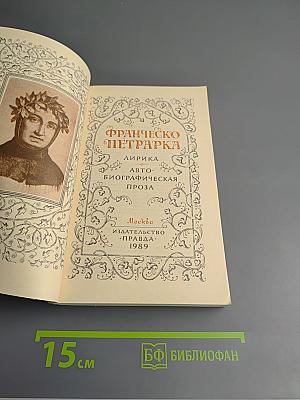 ФРАНЧЕСКО
ПЕТРАРКА
ЛИРИКА
АВТО-
БИОГРАФИЧЕСКАЯ
ПРОЗА
Москва
ИЗДАТЕЛЬСТВО
«ПРАВДА»
1989
15 см
БФ БИБЛИОФАН